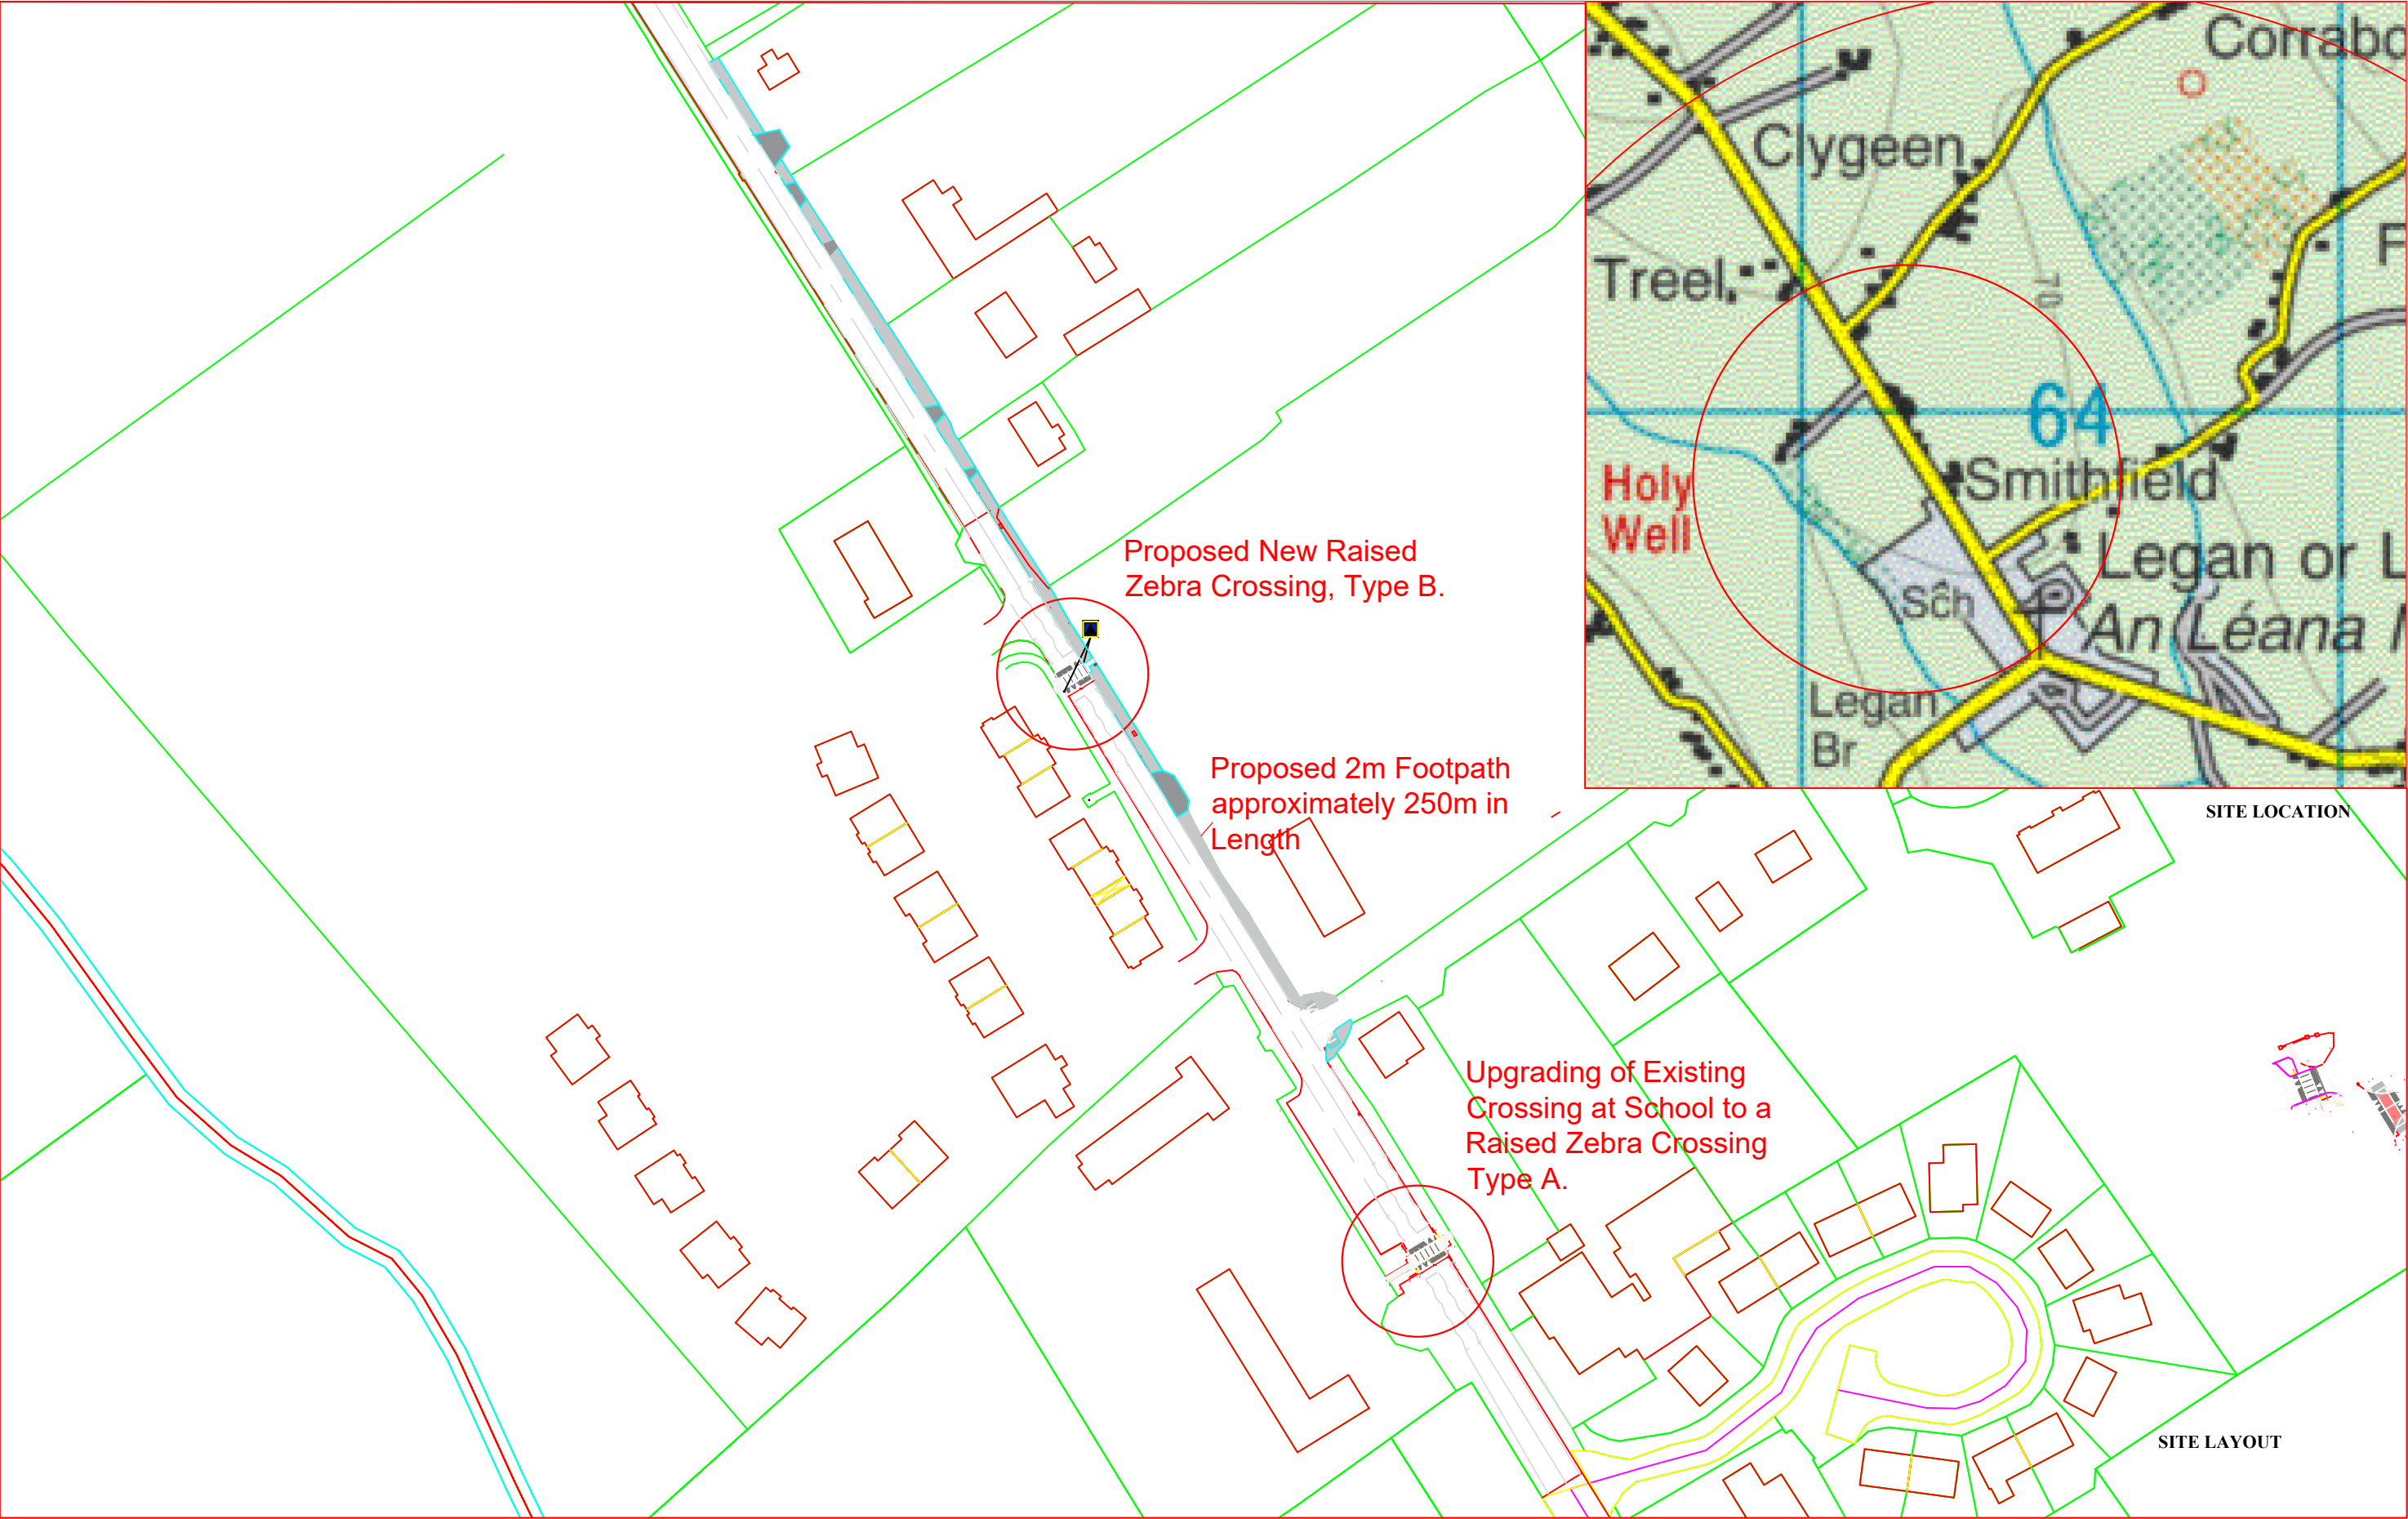 Proposed New Raised
Zebra Crossing, Type B.
Proposed 2m Footpath
approximately 250m in
Length
Upgrading of Existing
Crossing at School to a
Raised Zebra Crossing
Type A.
Clygeen
Treel
70
64
Holy
Well
Smithfield
Sch
Legan or L
An Léana
Legan
Br
SITE LOCATION
SITE LAYOUT